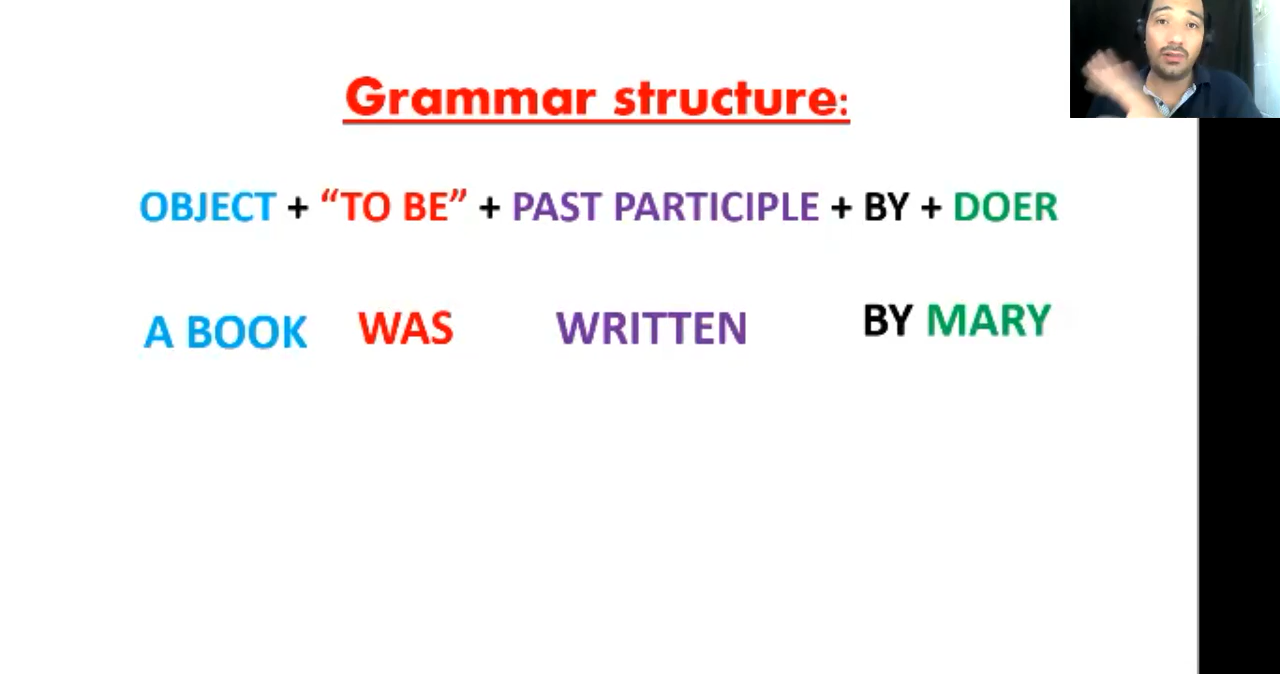 Grammar structure:
OBJECT + “TO BE” + PAST PARTICIPLE + BY + DOER
A BOOK WAS WRITTEN BY MARY